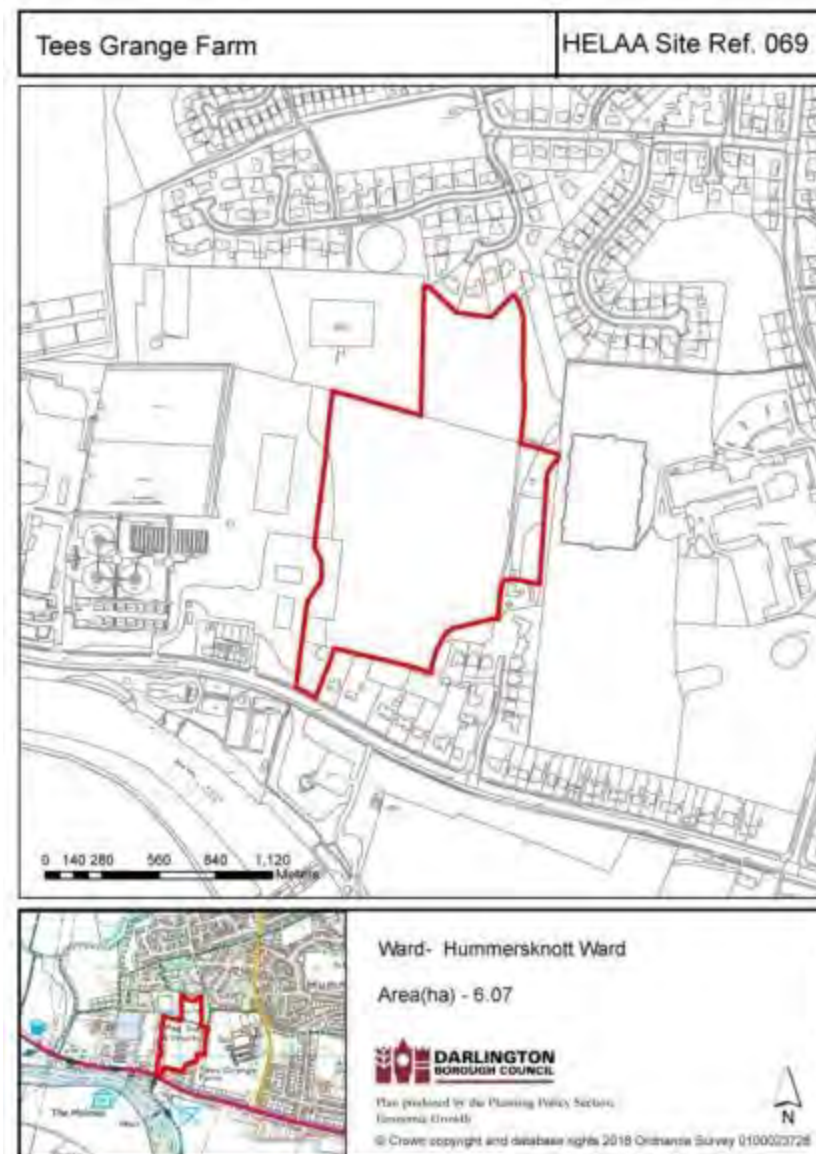 Tees Grange Farm
HELAA Site Ref. 069
0 140 280 560 840 1,120
Meters
Ward- Hummersknott Ward
Area(ha) - 6.07
DARLINGTON
BOROUGH COUNCIL
Plan produced by the Planning Policy Section,
Economic Growth
N
© Crown copyright and database rights 2018 Ordnance Survey 0100023728